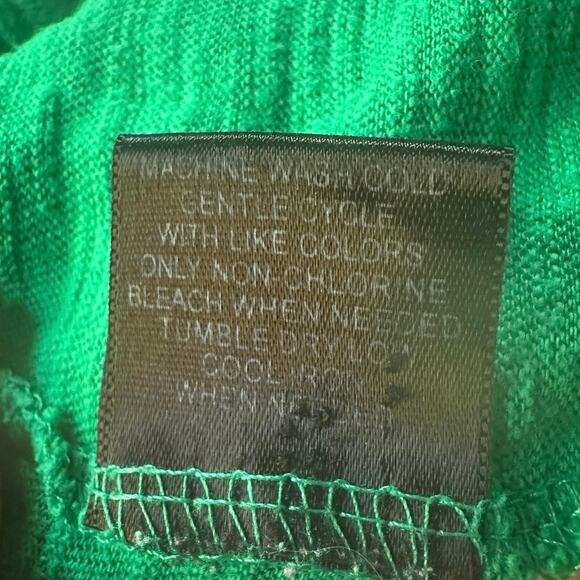 MACHINE WASH COLD
GENTLE CYCLE
WITH LIKE COLORS
ONLY NON-CHLORINE
BLEACH WHEN NEEDED
TUMBLE DRY LOW
COOL IRON
WHEN NEEDED